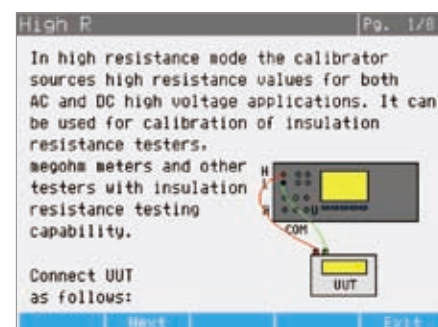 High R Pg. 1/8
In high resistance mode the calibrator
sources high resistance values for both
AC and DC high voltage applications. It can
be used for calibration of insulation
resistance testers,
megohm meters and other
testers with insulation
resistance testing
capability.
H
COM
UUT
Connect UUT
as follows:
Next Exit